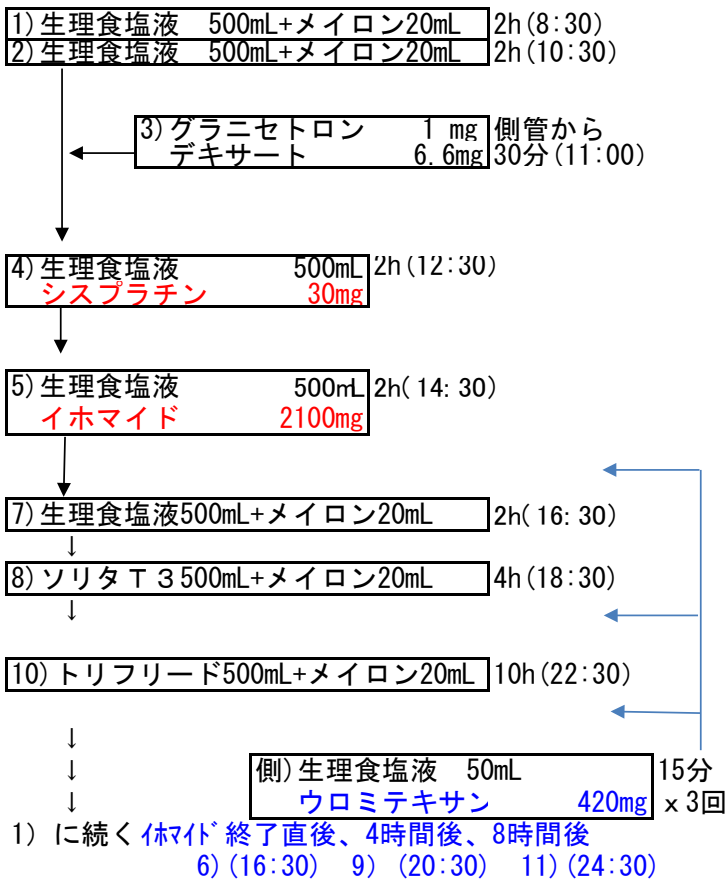 1)生理食塩液　500mL+メイロン20mL　2h(8:30)
2)生理食塩液　500mL+メイロン20mL　2h(10:30)
3)グラニセトロン　1 mg　側管から
デキサート　6.6mg　30分(11:00)
4)生理食塩液　500mL　2h(12:30)
シスプラチン　30mg
5)生理食塩液　500mL　2h( 14: 30)
イホマイド　2100mg
7)生理食塩液500mL+メイロン20mL　2h( 16: 30)
↓
8)ソリタＴ３500mL+メイロン20mL　4h(18:30)
↓
10)トリフリード500mL+メイロン20mL　10h(22:30)
↓
↓　側)生理食塩液　50mL　15分
↓　ウロミテキサン　420mg　ｘ3回
1) に続く ｲﾎﾏｲﾄﾞ終了直後、4時間後、8時間後
6)(16:30)　9) (20:30)　11)(24:30)